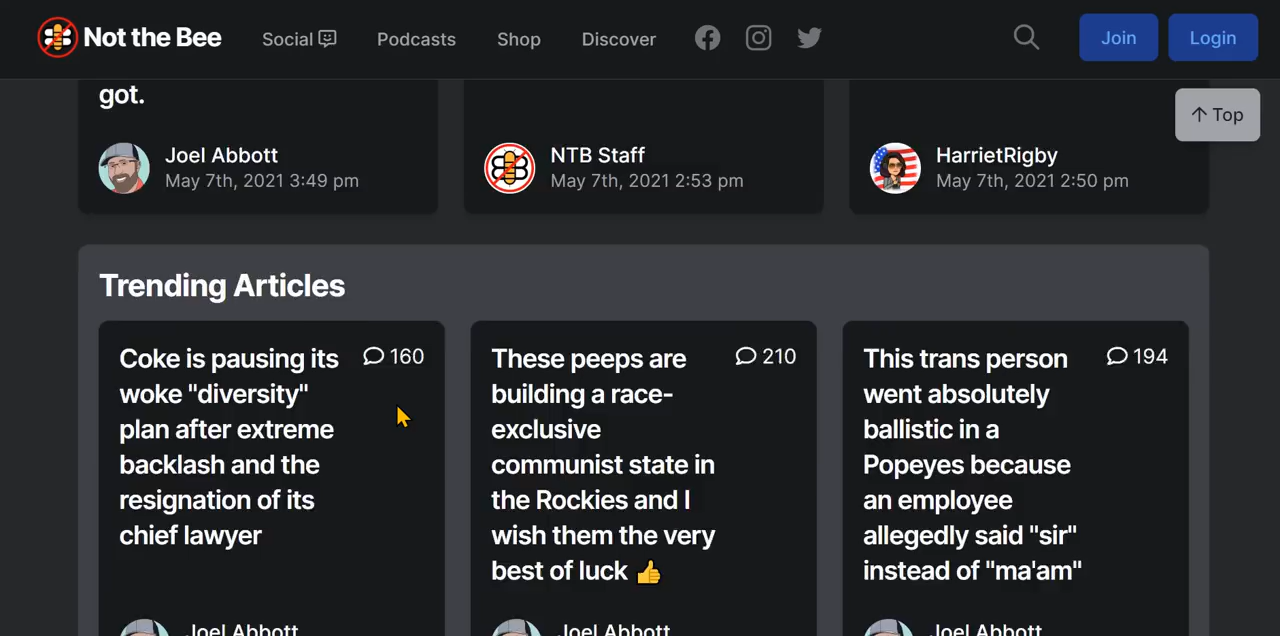 Not the Bee
Social
Podcasts
Shop
Discover
Join
Login
got.
↑ Top
Joel Abbott
May 7th, 2021 3:49 pm
NTB Staff
May 7th, 2021 2:53 pm
HarrietRigby
May 7th, 2021 2:50 pm
Trending Articles
Coke is pausing its
woke "diversity"
plan after extreme
backlash and the
resignation of its
chief lawyer
160
These peeps are
building a race-
exclusive
communist state in
the Rockies and I
wish them the very
best of luck 👍
210
This trans person
went absolutely
ballistic in a
Popeyes because
an employee
allegedly said "sir"
instead of "ma'am"
194
Joel Abbott
Joel Abbott
Joel Abbott